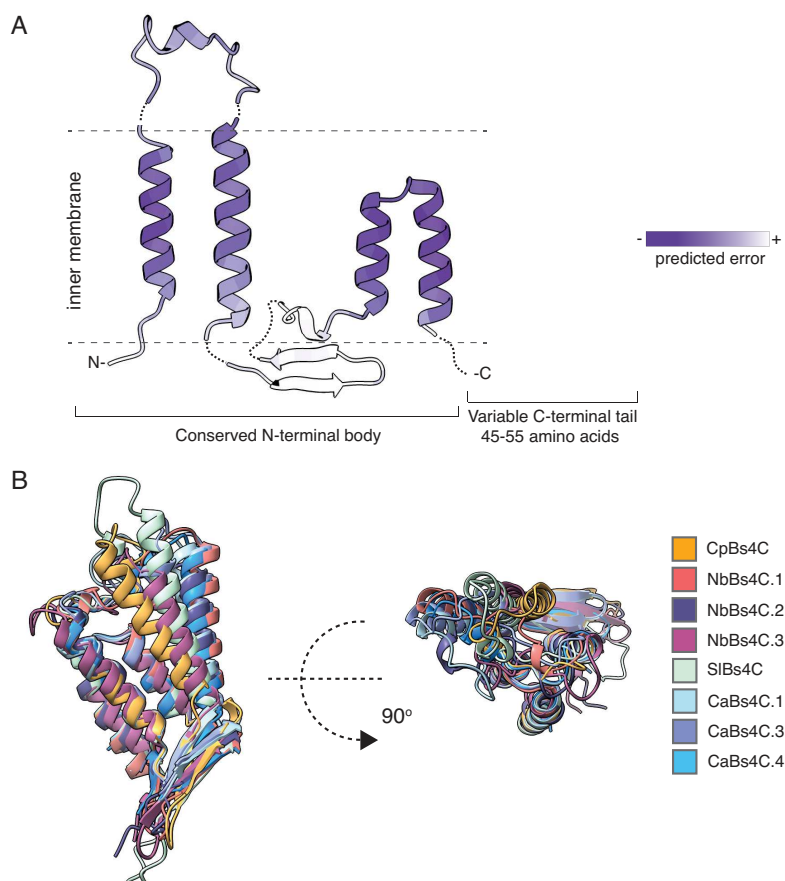 A
inner membrane
N-
-C
- +
predicted error
Conserved N-terminal body
Variable C-terminal tail
45-55 amino acids
B
90o
CpBs4C
NbBs4C.1
NbBs4C.2
NbBs4C.3
SlBs4C
CaBs4C.1
CaBs4C.3
CaBs4C.4